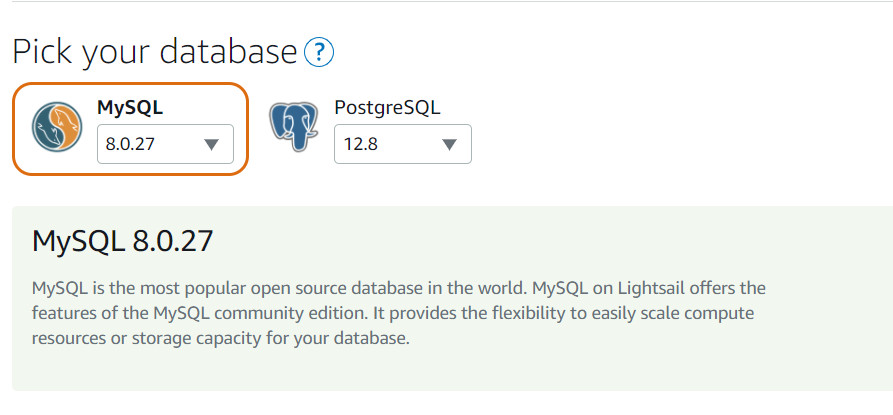 Pick your database ?
MySQL
8.0.27
PostgreSQL
12.8
MySQL 8.0.27
MySQL is the most popular open source database in the world. MySQL on Lightsail offers the
features of the MySQL community edition. It provides the flexibility to easily scale compute
resources or storage capacity for your database.